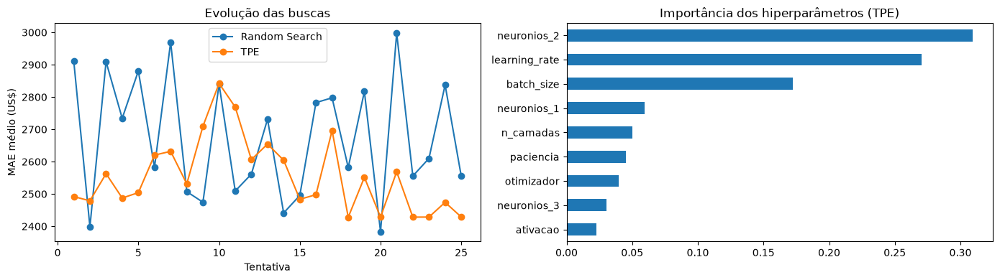 Evolução das buscas
MAE médio (US$)
3000
2900
2800
2700
2600
2500
2400
Random Search
TPE
0
5
10
15
20
25
Tentativa
Importância dos hiperparâmetros (TPE)
neuronios_2
learning_rate
batch_size
neuronios_1
n_camadas
paciencia
otimizador
neuronios_3
ativacao
0.00
0.05
0.10
0.15
0.20
0.25
0.30